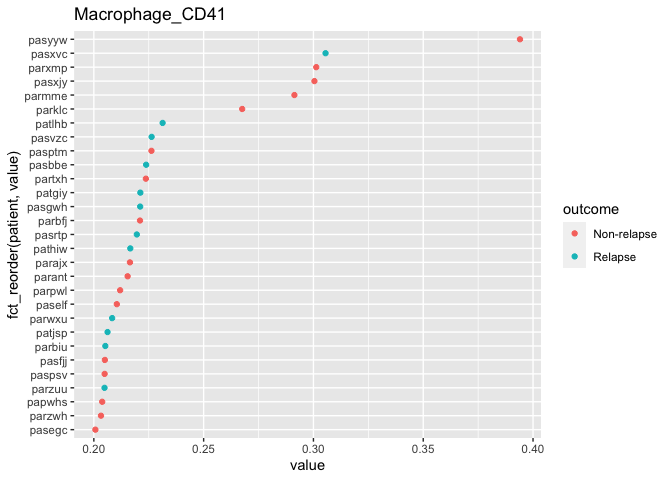 Macrophage_CD41
fct_reorder(patient, value)
pasyyw
pasxvc
parxmp
pasxjy
parmme
parklc
patlhb
pasvzc
pasptm
pasbbe
partxh
patgiy
pasgwh
parbfj
pasrtp
pathiw
parajx
parant
parpwl
paself
parwxu
patjsp
parbiu
pasfjj
paspsv
parzuu
papwhs
parzwh
pasegc
0.20 0.25 0.30 0.35 0.40
value
outcome
Non-relapse
Relapse